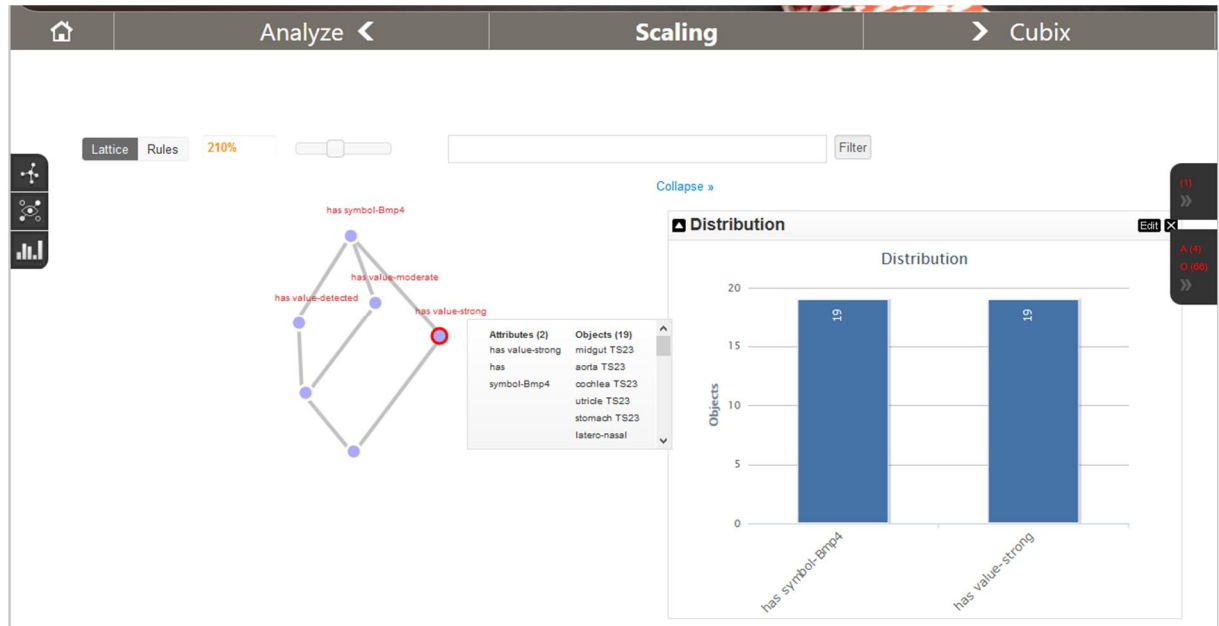 Analyze
Scaling
Cubix
Lattice
Rules
210%
Filter
Collapse »
(1)
»
A (4)
O (66)
»
has symbol-Bmp4
has value-moderate
has value-detected
has value-strong
Attributes (2)
has value-strong
has
symbol-Bmp4
Objects (19)
midgut TS23
aorta TS23
cochlea TS23
utricle TS23
stomach TS23
latero-nasal
Distribution
Edit
Distribution
20
15
10
5
0
Objects
19
19
has symbol-Bmp4
has value-strong